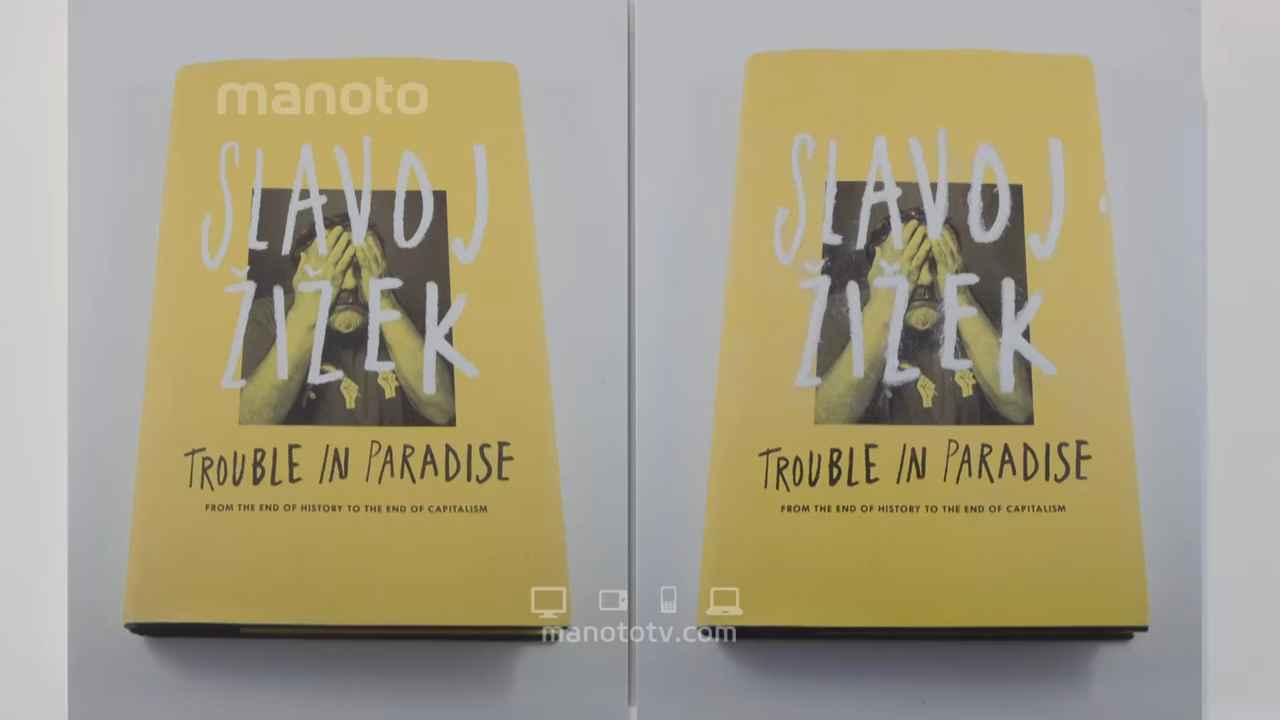 manoto
SLAVOJ
ŽIŽEK
TROUBLE IN PARADISE
FROM THE END OF HISTORY TO THE END OF CAPITALISM
SLAVOJ
ŽIŽEK
TROUBLE IN PARADISE
FROM THE END OF HISTORY TO THE END OF CAPITALISM
manototv.com